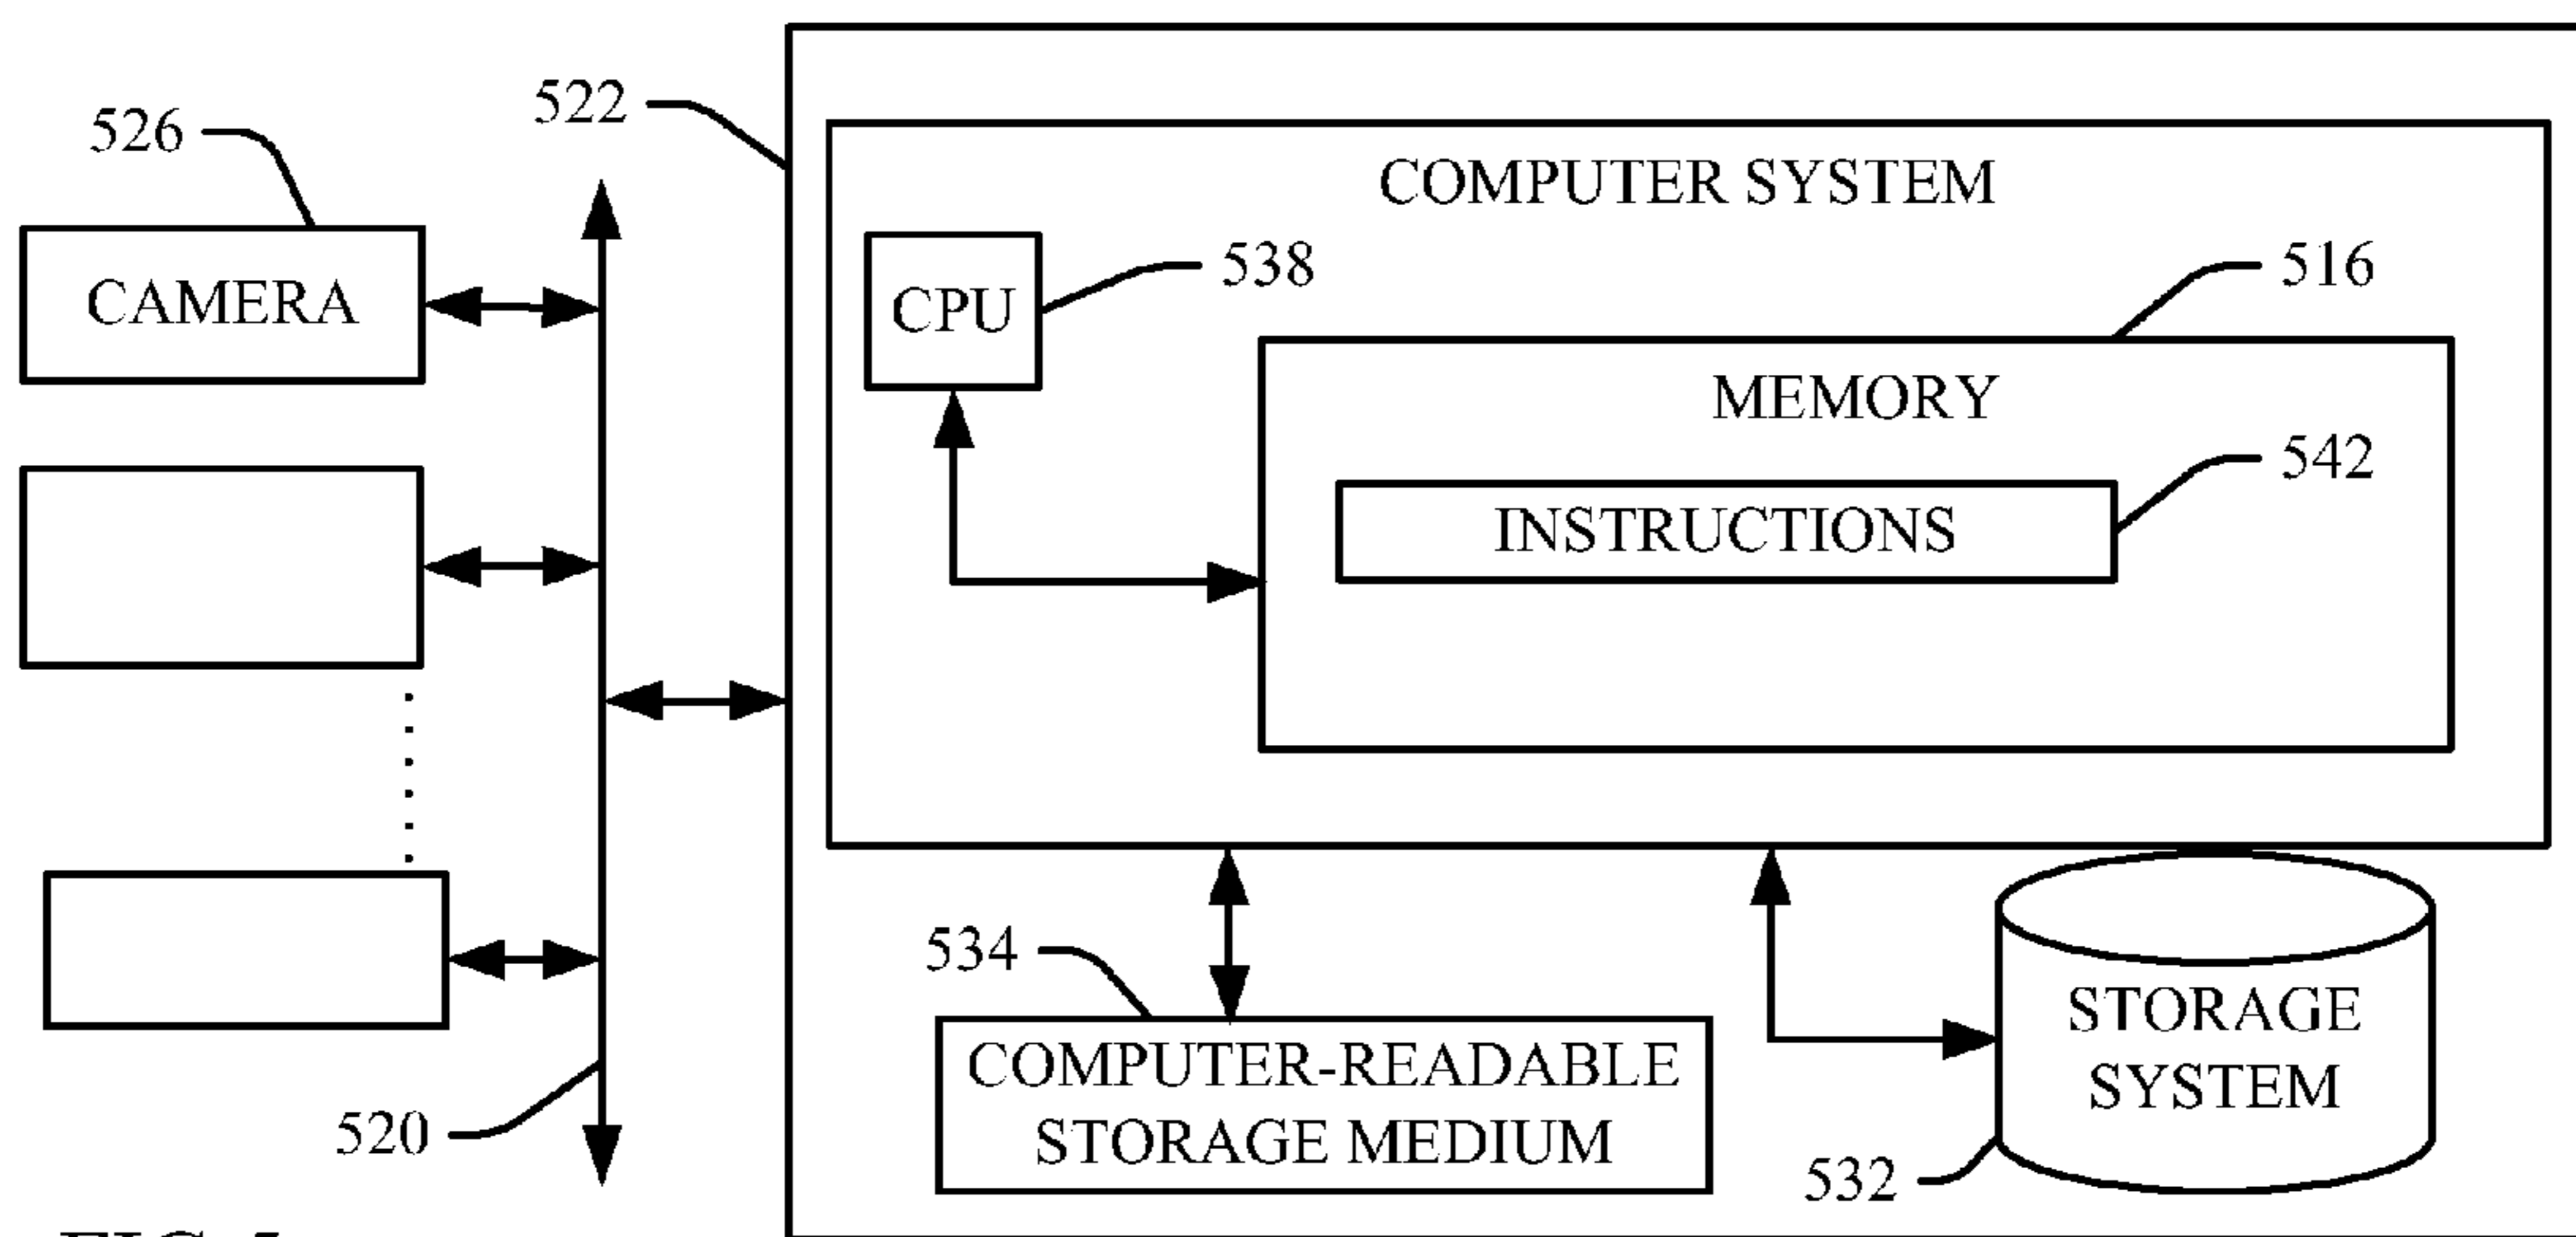 522
526
COMPUTER SYSTEM
538
516
CAMERA
CPU
MEMORY
542
INSTRUCTIONS
534
STORAGE
SYSTEM
COMPUTER-READABLE
STORAGE MEDIUM
520
532